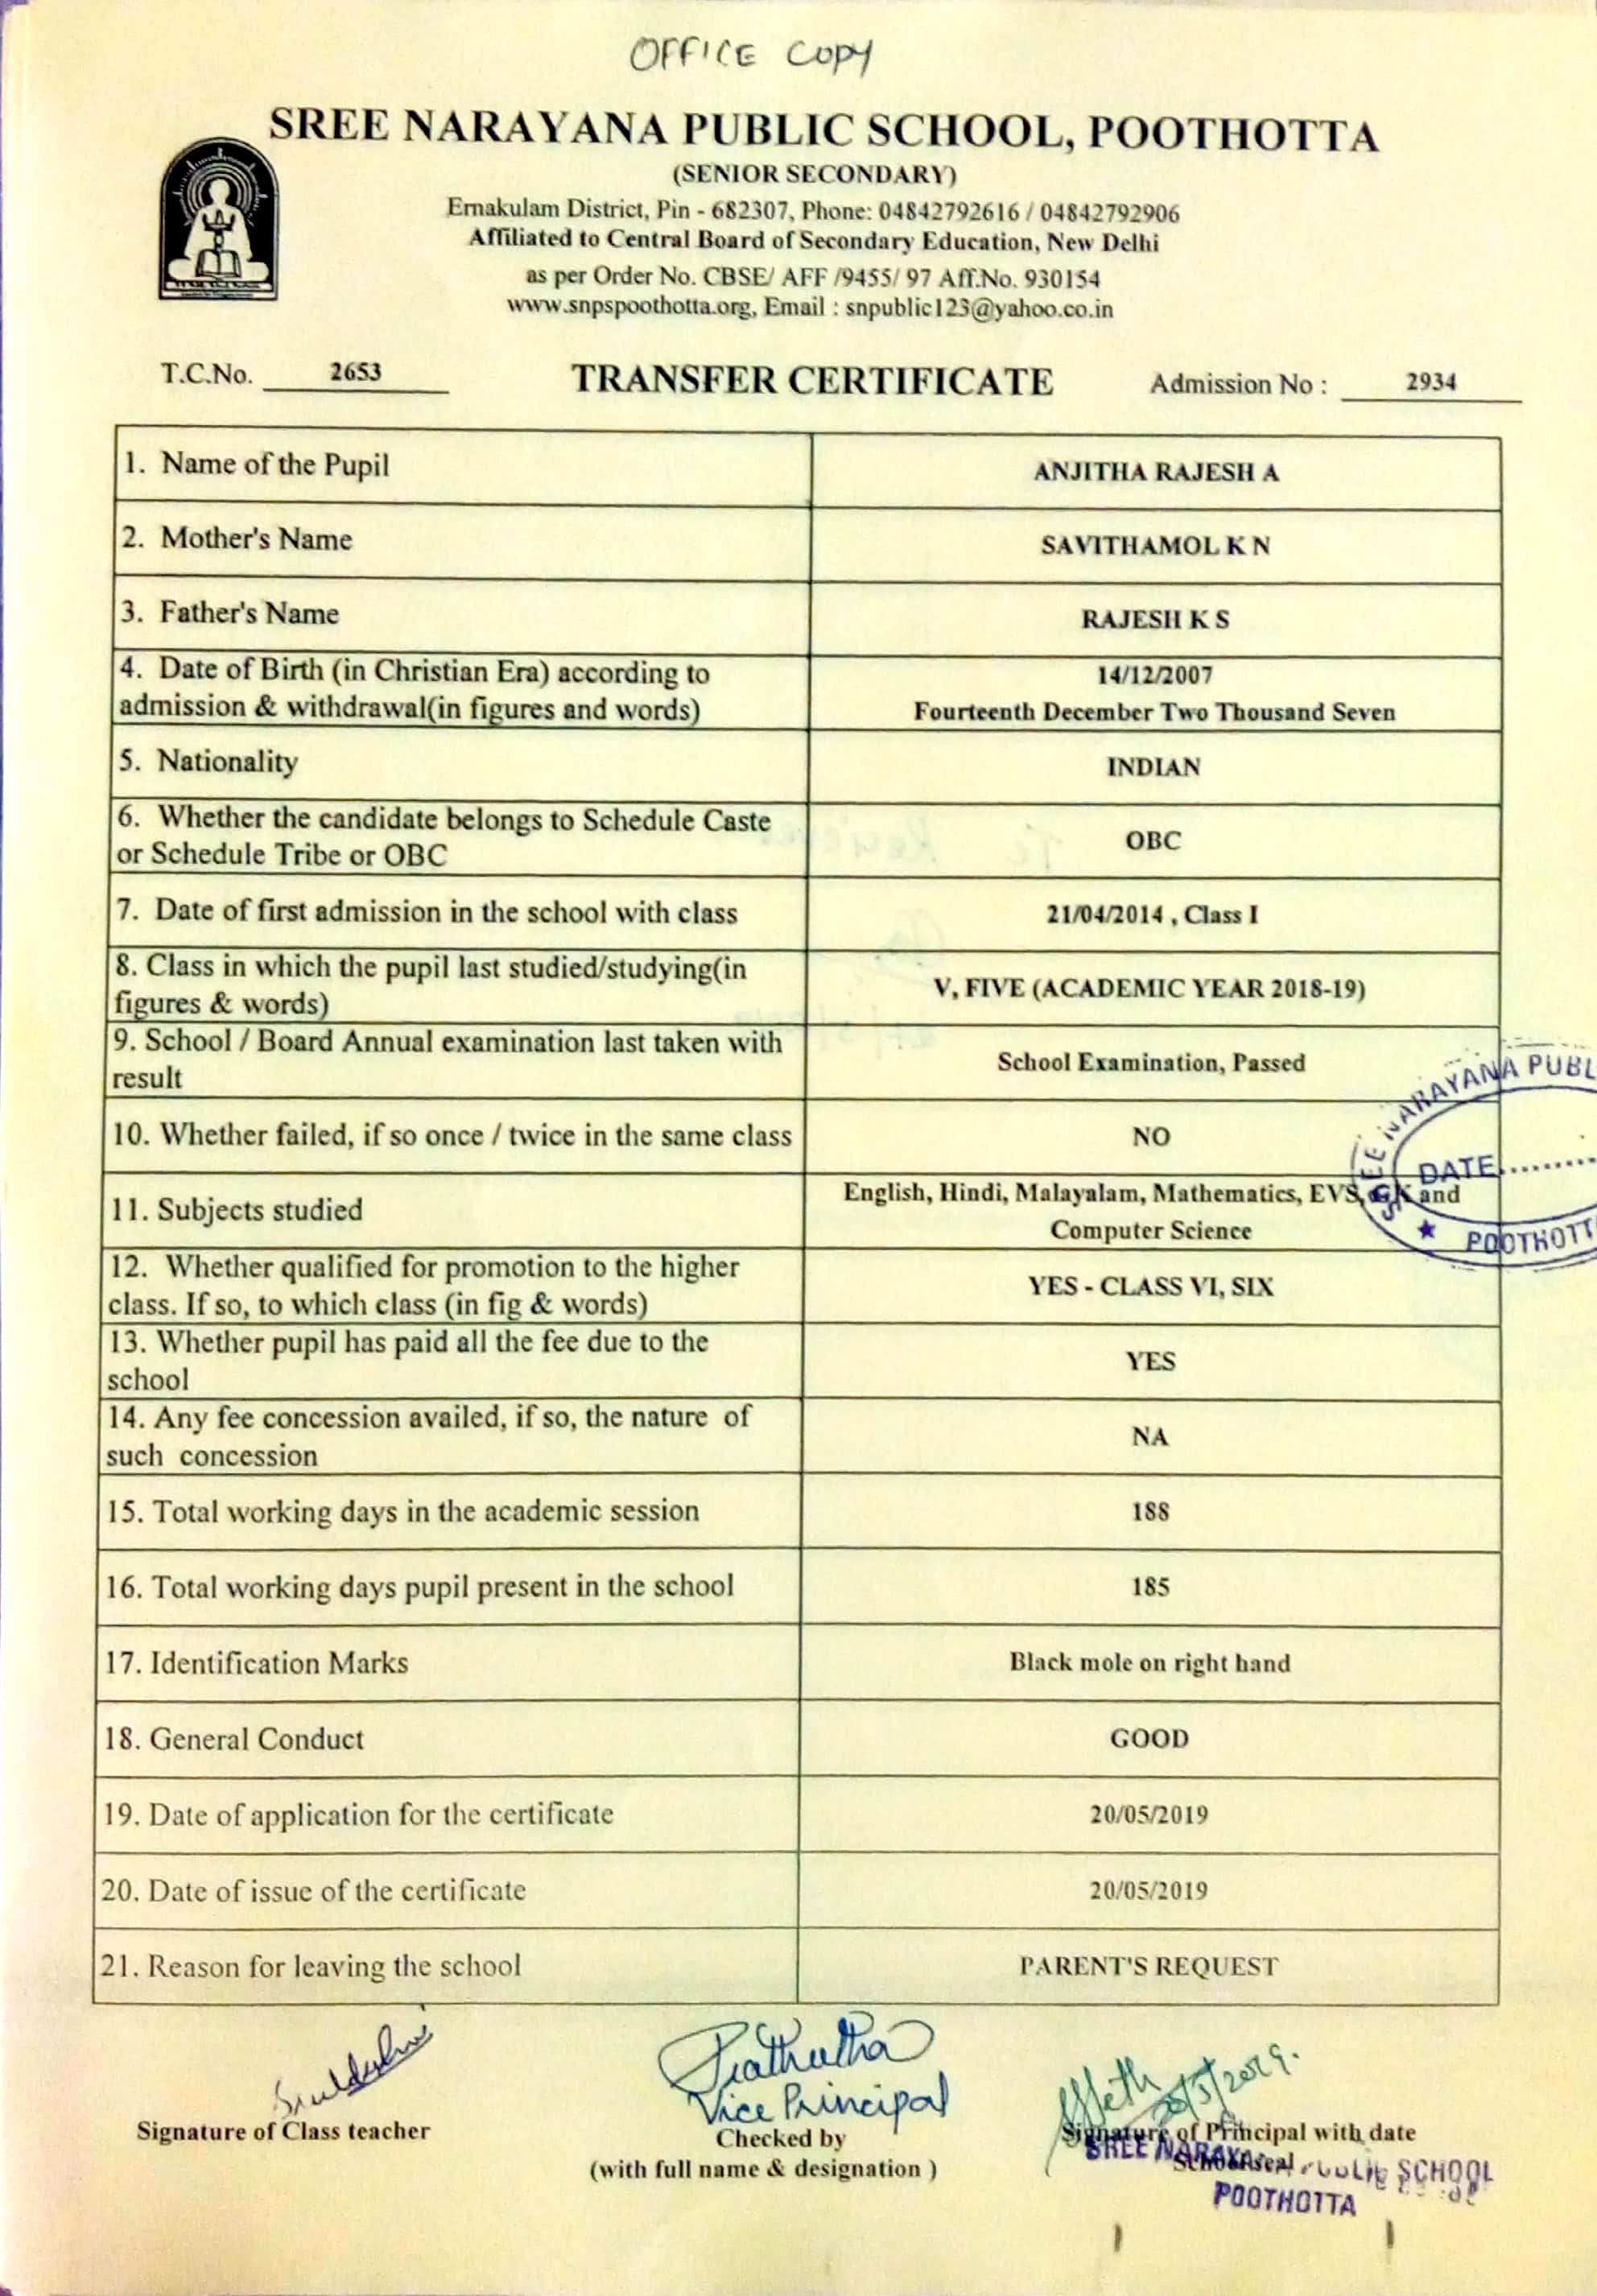 OFFICE COPY
SREE NARAYANA PUBLIC SCHOOL, POOTHOTTA
(SENIOR SECONDARY)
Ernakulam District, Pin - 682307, Phone: 04842792616 / 04842792906
Affiliated to Central Board of Secondary Education, New Delhi
as per Order No. CBSE/ AFF /9455/ 97 Aff.No. 930154
www.snpspoothotta.org, Email : snpublic123@yahoo.co.in
T.C.No. 2653 TRANSFER CERTIFICATE Admission No : 2934
1. Name of the Pupil ANJITHA RAJESH A
2. Mother's Name SAVITHAMOL K N
3. Father's Name RAJESH K S
4. Date of Birth (in Christian Era) according to 14/12/2007
admission & withdrawal(in figures and words) Fourteenth December Two Thousand Seven
5. Nationality INDIAN
6. Whether the candidate belongs to Schedule Caste
or Schedule Tribe or OBC OBC
7. Date of first admission in the school with class 21/04/2014 , Class I
8. Class in which the pupil last studied/studying(in
figures & words) V, FIVE (ACADEMIC YEAR 2018-19)
9. School / Board Annual examination last taken with
result School Examination, Passed
10. Whether failed, if so once / twice in the same class NO
11. Subjects studied English, Hindi, Malayalam, Mathematics, EVS, GK and
Computer Science
SREE NARAYANA PUBL
DATE..........
POOTHOTT
12. Whether qualified for promotion to the higher
class. If so, to which class (in fig & words) YES - CLASS VI, SIX
13. Whether pupil has paid all the fee due to the
school YES
14. Any fee concession availed, if so, the nature of
such concession NA
15. Total working days in the academic session 188
16. Total working days pupil present in the school 185
17. Identification Marks Black mole on right hand
18. General Conduct GOOD
19. Date of application for the certificate 20/05/2019
20. Date of issue of the certificate 20/05/2019
21. Reason for leaving the school PARENT'S REQUEST
Vice Principal
20/5/2019.
Signature of Class teacher Checked by Signature of Principal with date
(with full name & designation ) School seal
SREE NARAYANA PUBLIC SCHOOL
POOTHOTTA